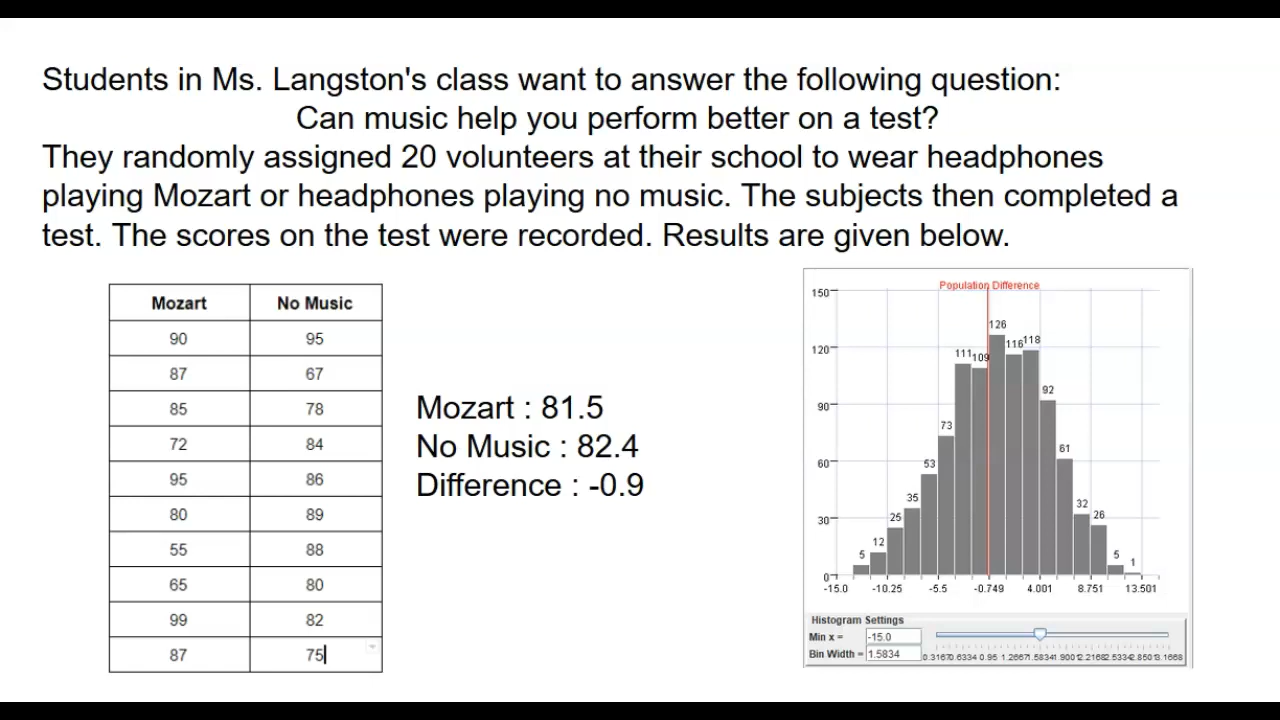 Students in Ms. Langston's class want to answer the following question:
Can music help you perform better on a test?
They randomly assigned 20 volunteers at their school to wear headphones
playing Mozart or headphones playing no music. The subjects then completed a
test. The scores on the test were recorded. Results are given below.
Mozart No Music
90 95
87 67
85 78
72 84
95 86
80 89
55 88
65 80
99 82
87 75
Mozart : 81.5
No Music : 82.4
Difference : -0.9
Population Difference
150
120
90
60
30
0
5 12 25 35 53 73 111 109 126 116 118 92 61 32 26 5 1
-15.0 -10.25 -5.5 -0.749 4.001 8.751 13.501
Histogram Settings
Min x = -15.0
Bin Width = 1.5834